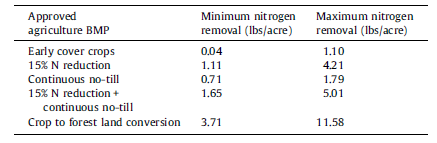 Approved agriculture BMP Minimum nitrogen removal (lbs/acre) Maximum nitrogen removal (lbs/acre)
Early cover crops 0.04 1.10
15% N reduction 1.11 4.21
Continuous no-till 0.71 1.79
15% N reduction + continuous no-till 1.65 5.01
Crop to forest land conversion 3.71 11.58